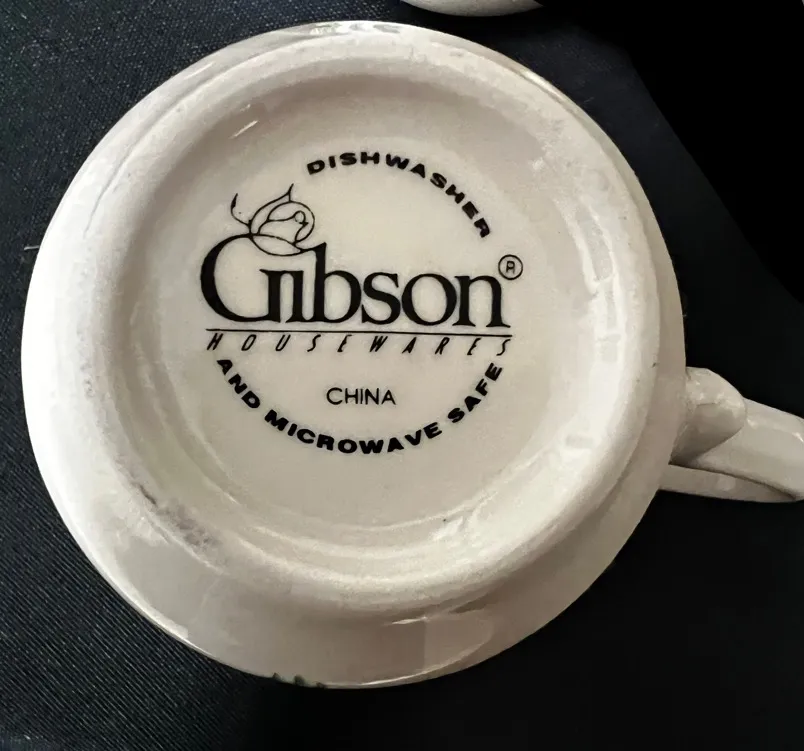 DISHWASHER
Gibson®
HOUSEWARES
CHINA
AND MICROWAVE SAFE